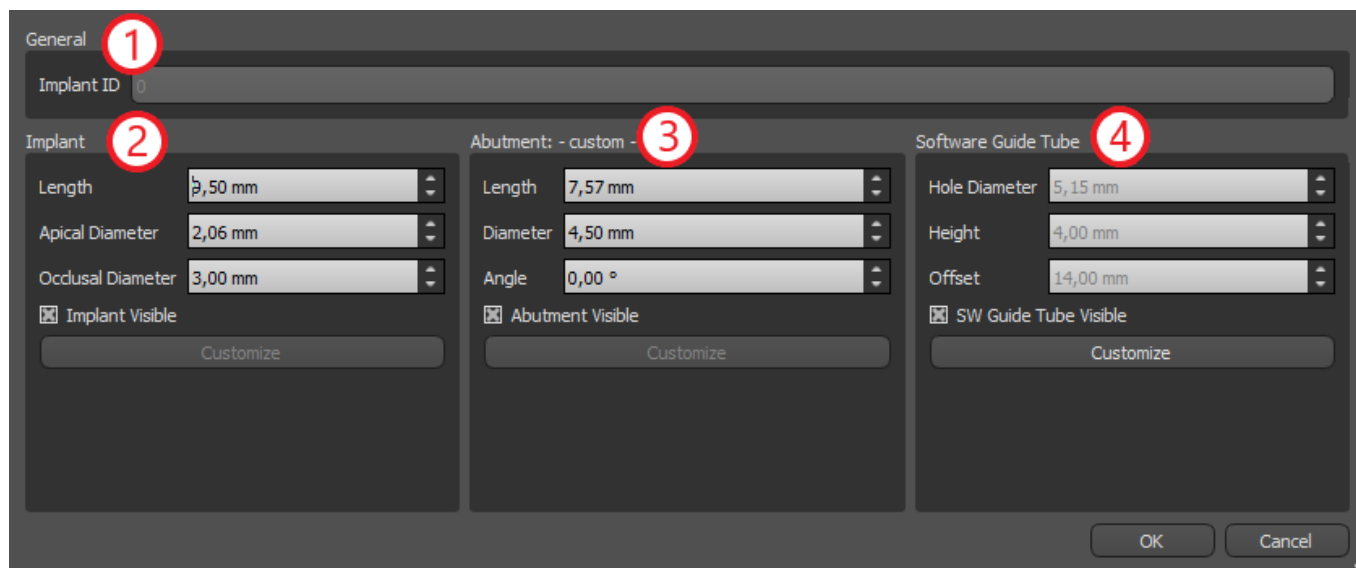 General 1
Implant ID 0
Implant 2 Abutment: - custom - 3 Software Guide Tube 4
Length 9,50 mm Length 7,57 mm Hole Diameter 5,15 mm
Apical Diameter 2,06 mm Diameter 4,50 mm Height 4,00 mm
Occlusal Diameter 3,00 mm Angle 0,00 º Offset 14,00 mm
Implant Visible Abutment Visible SW Guide Tube Visible
Customize Customize Customize
OK Cancel